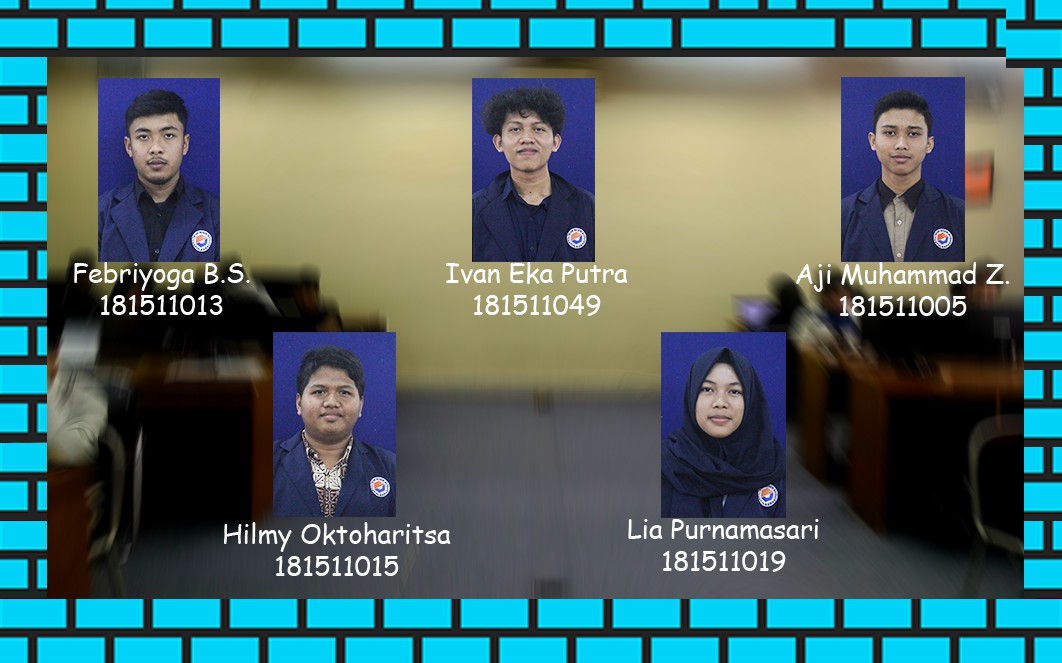 Febriyoga B.S.
181511013
Ivan Eka Putra
181511049
Aji Muhammad Z.
181511005
Hilmy Oktoharitsa
181511015
Lia Purnamasari
181511019